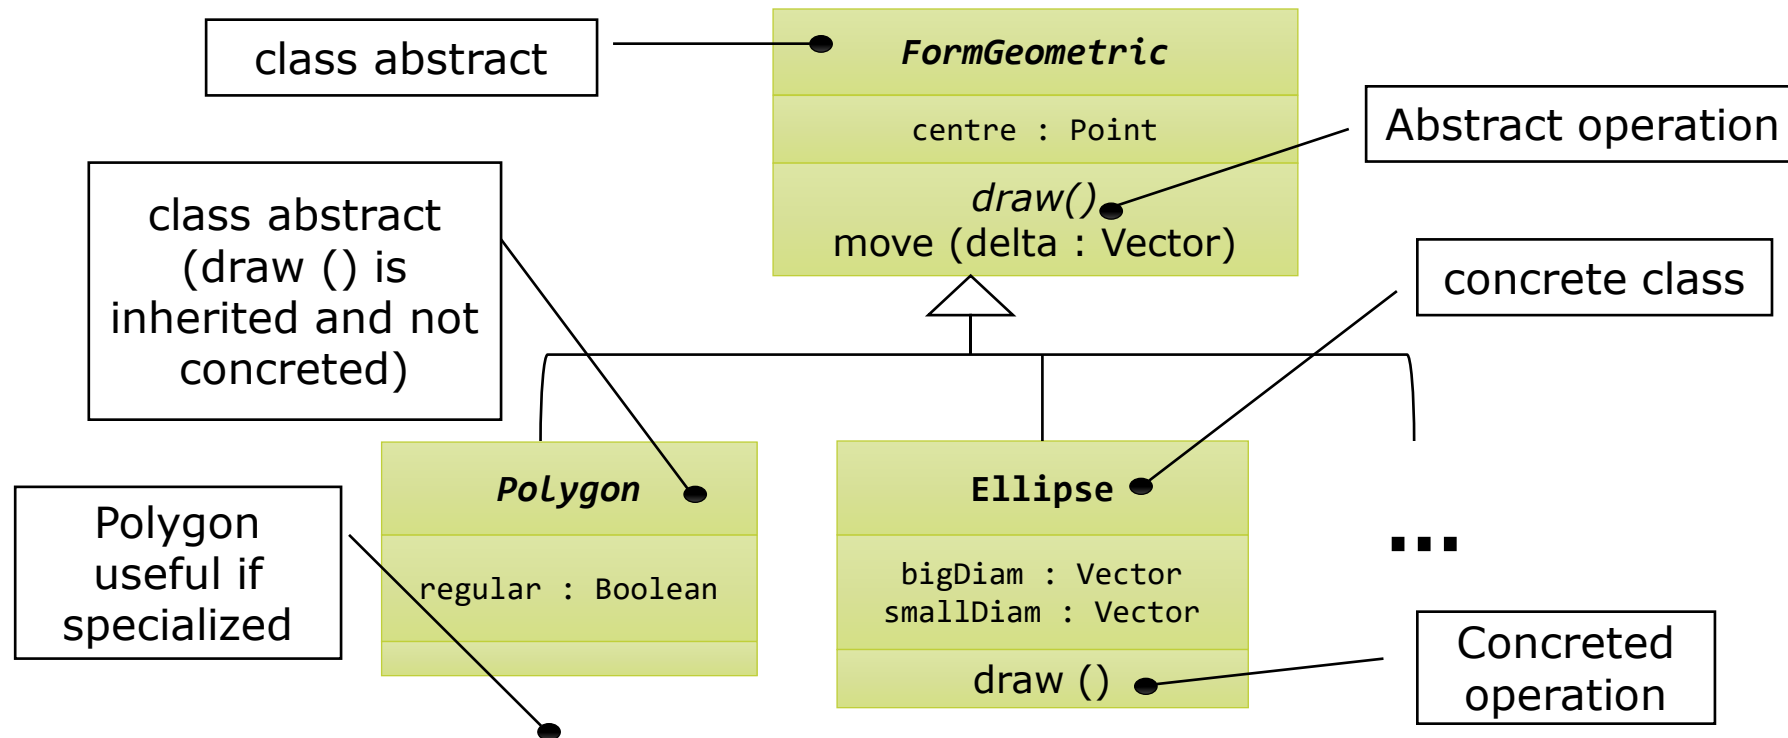 class abstract
FormGeometric
centre : Point
draw()
move (delta : Vector)
Abstract operation
class abstract
(draw () is
inherited and not
concreted)
concrete class
Polygon
regular : Boolean
Ellipse
bigDiam : Vector
smallDiam : Vector
draw ()
...
Polygon
useful if
specialized
Concreted
operation